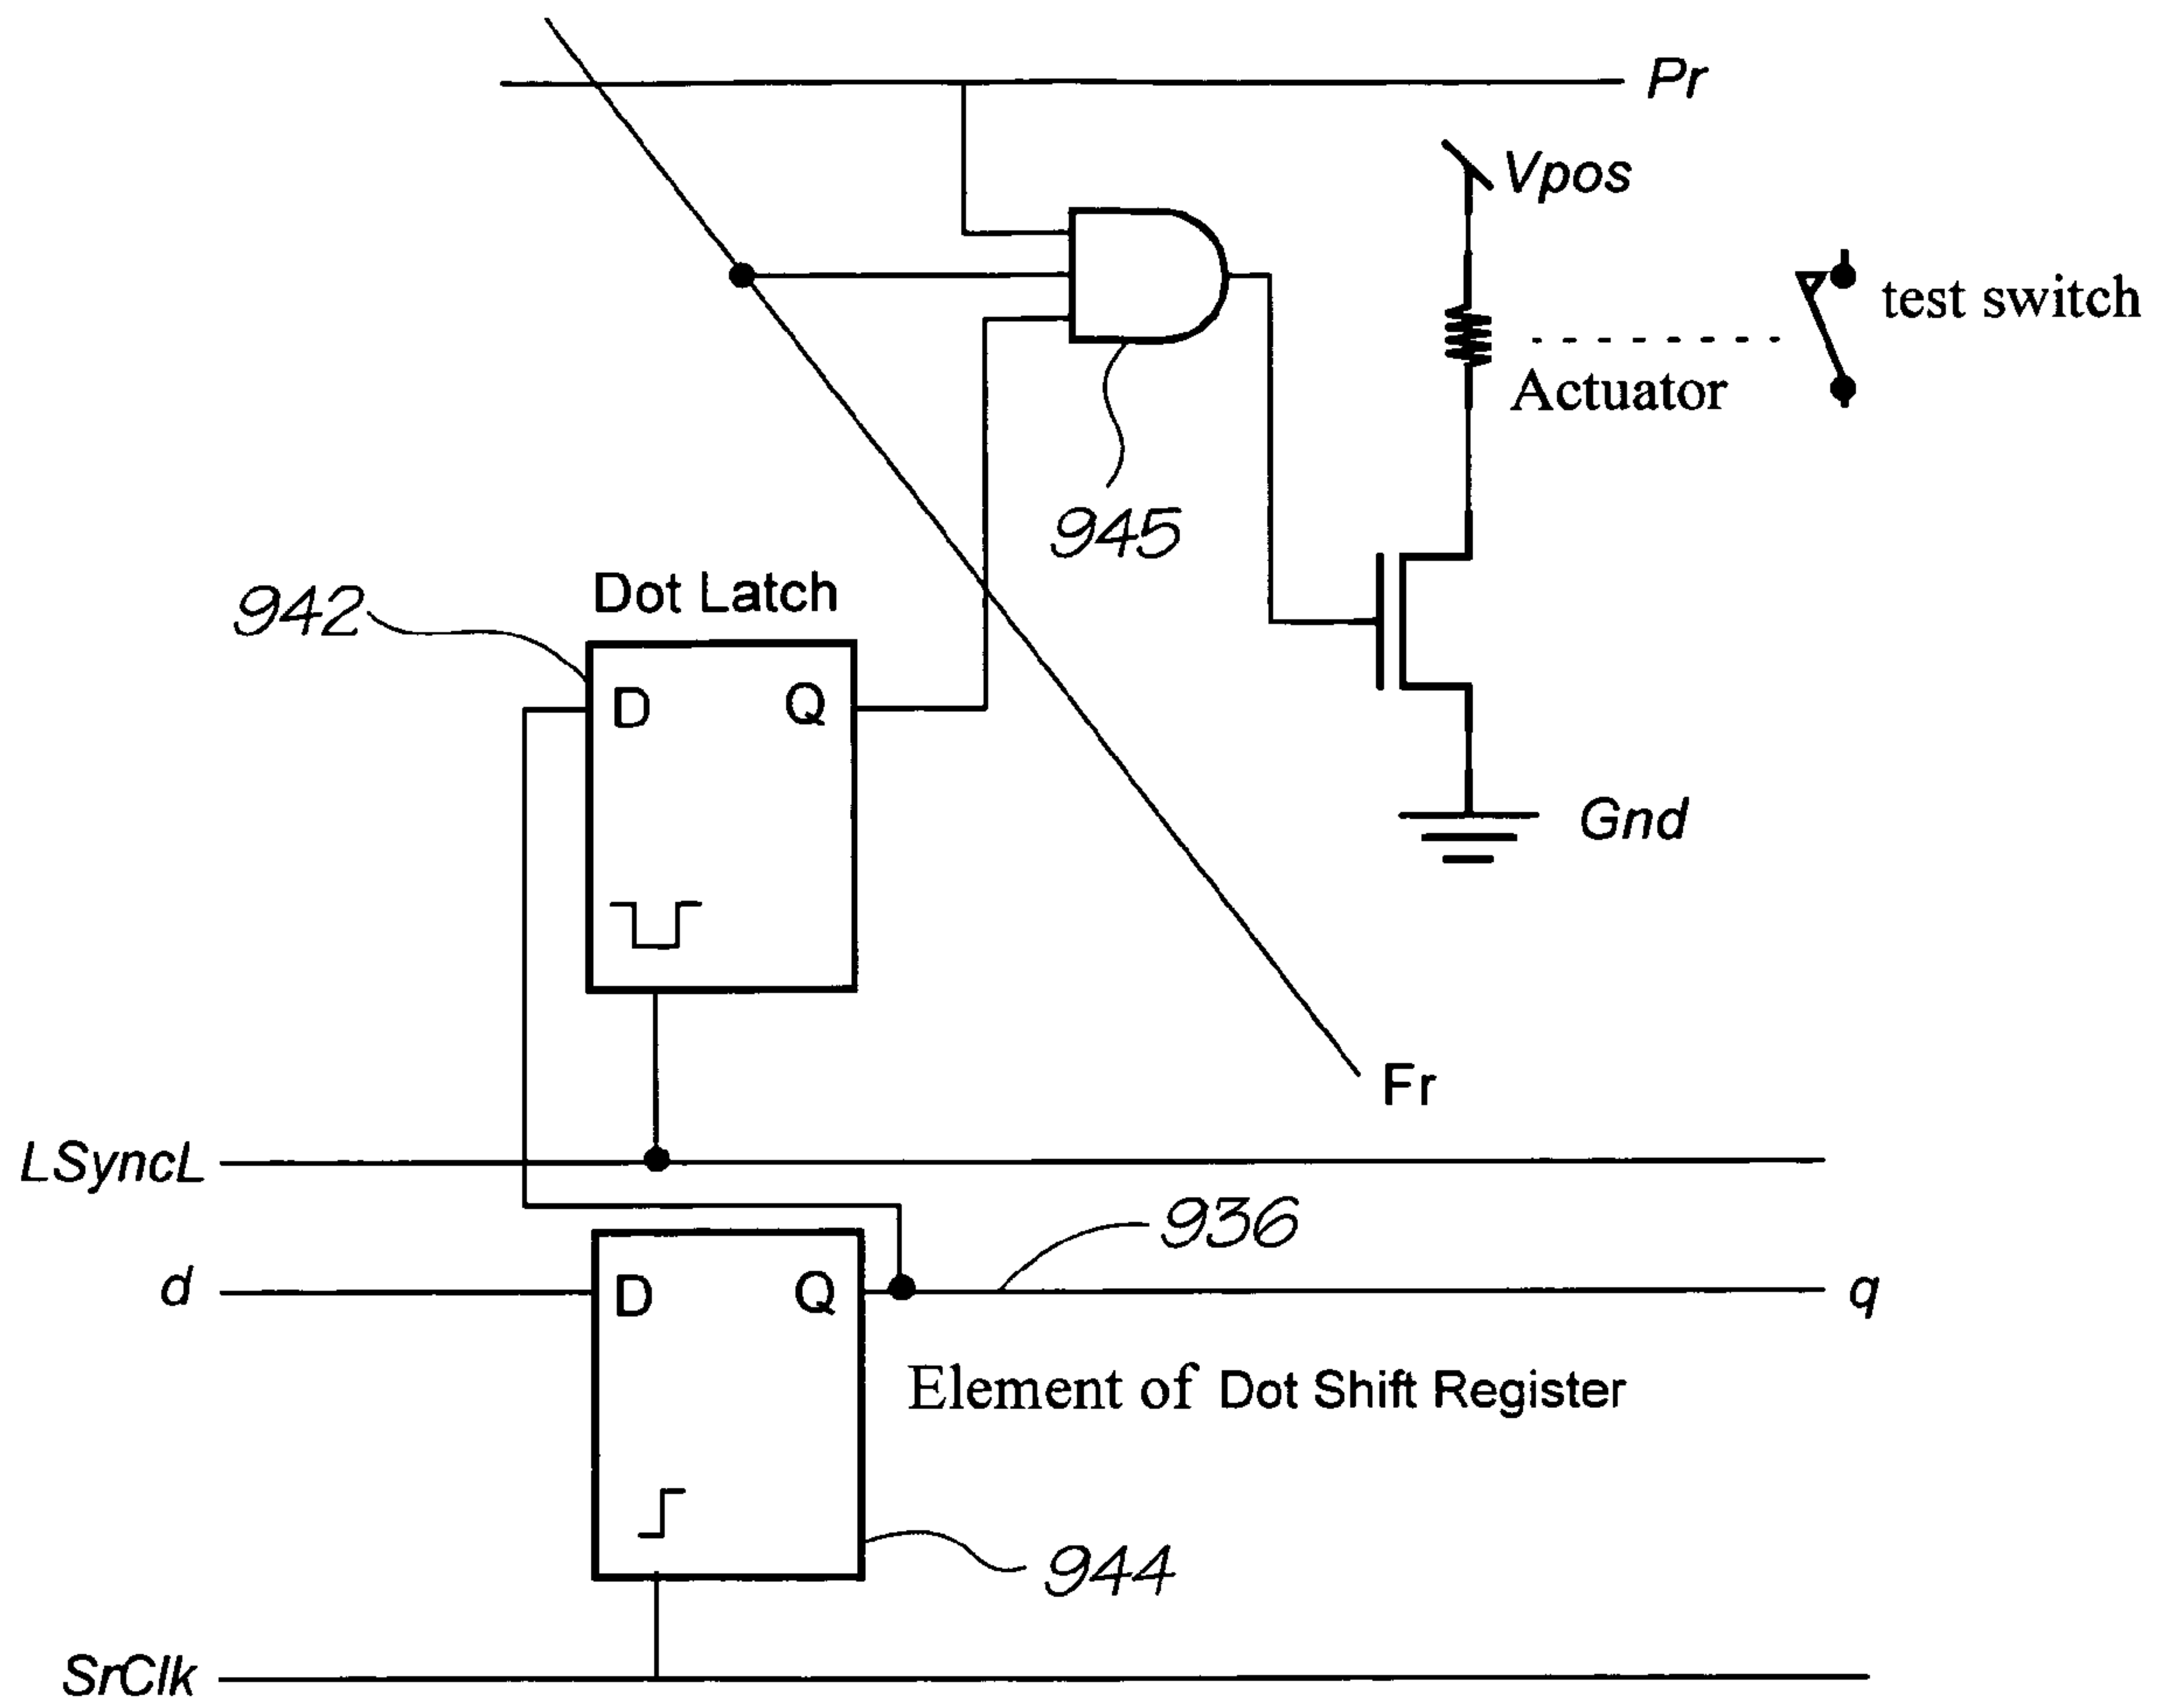 Pr
Vpos
test switch
Actuator
945
942
Dot Latch
D Q
Gnd
Fr
LSyncL
936
d
D Q
q
Element of Dot Shift Register
944
SrClk